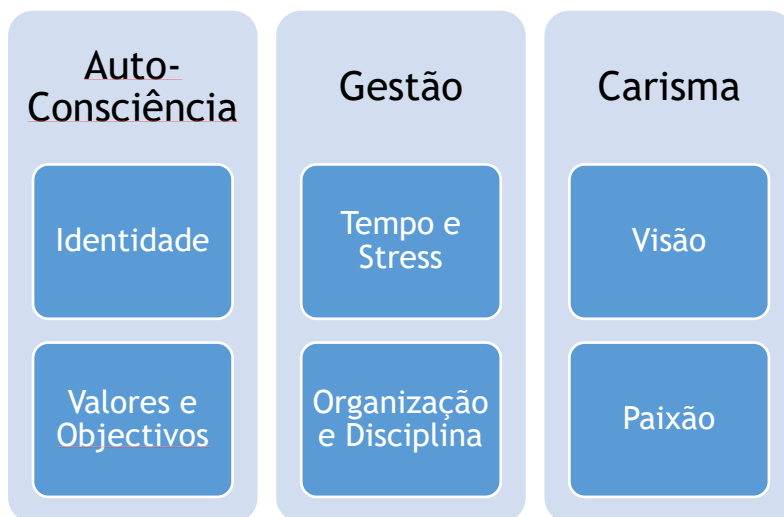 Auto-
Consciência
Identidade
Valores e
Objectivos
Gestão
Tempo e
Stress
Organização
e Disciplina
Carisma
Visão
Paixão